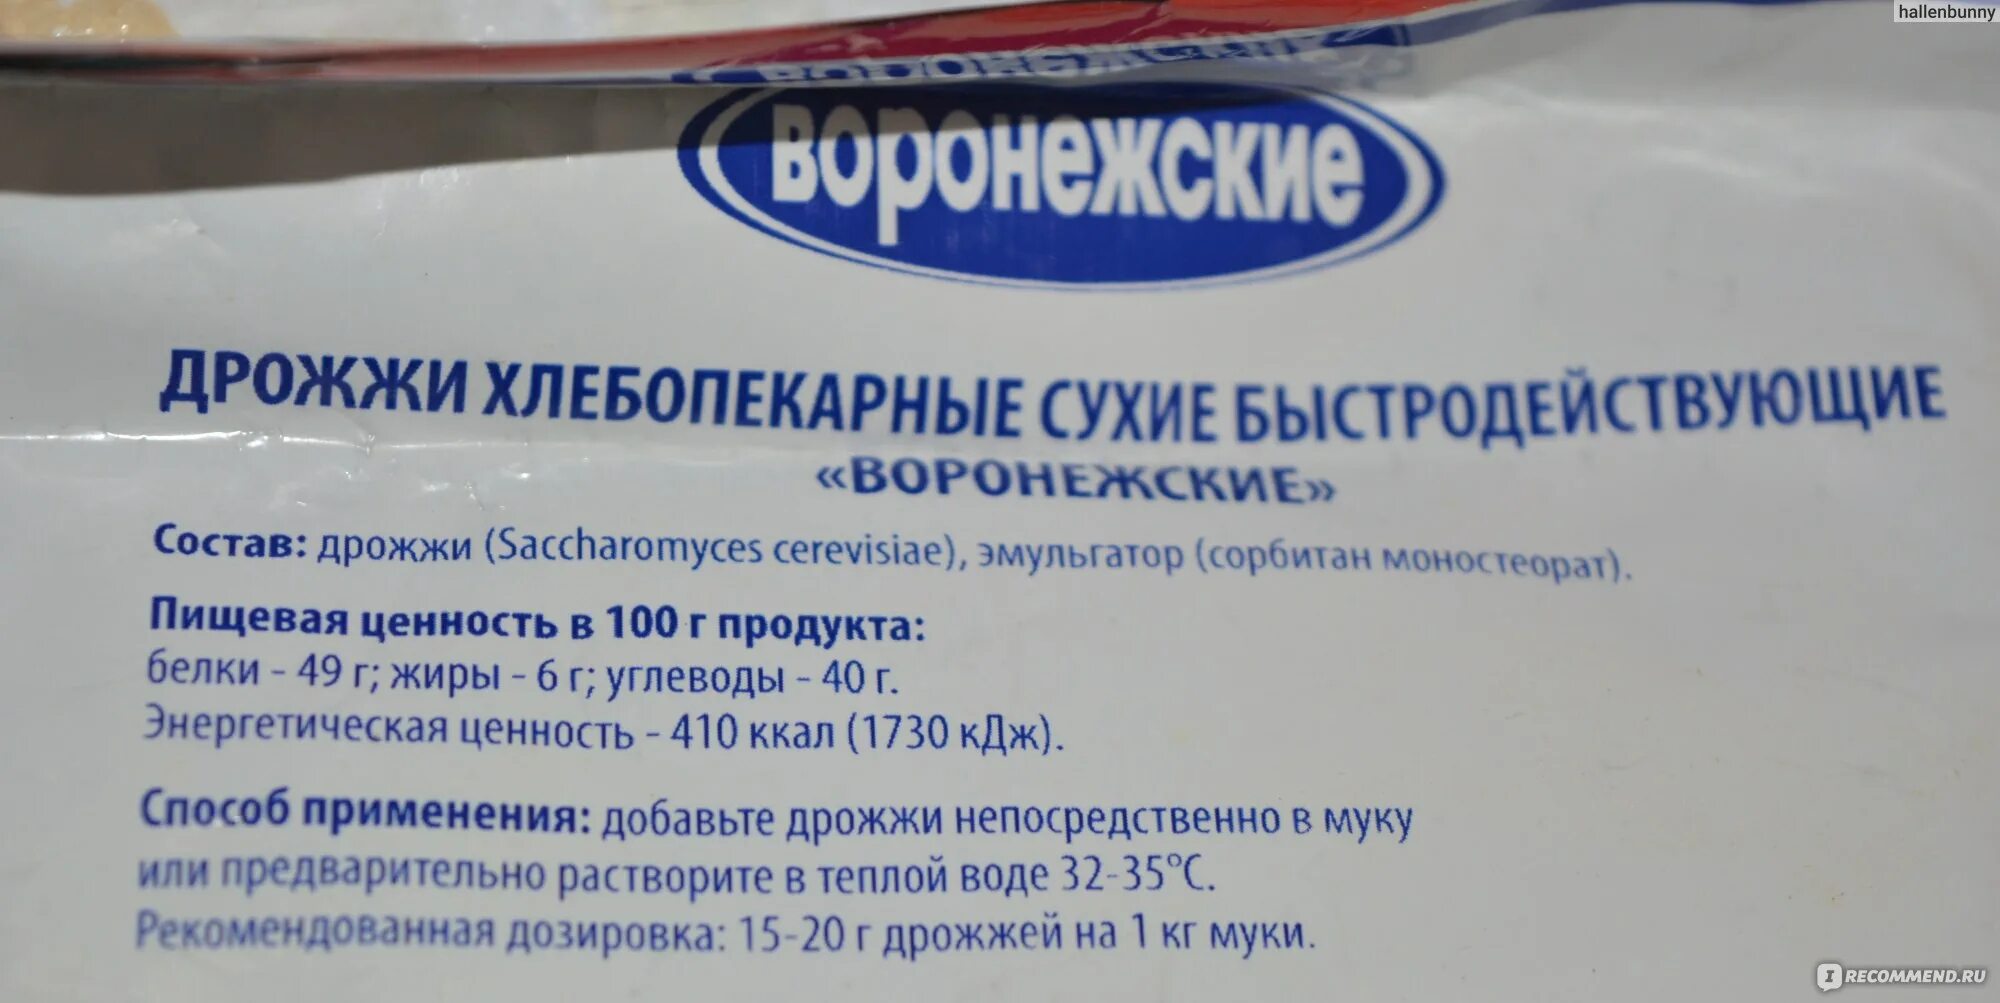 hallenbunny
ВОРОНЕЖСКИЕ
Воронежские
ДРОЖЖИ ХЛЕБОПЕКАРНЫЕ СУХИЕ БЫСТРОДЕЙСТВУЮЩИЕ
«ВОРОНЕЖСКИЕ»
Состав: дрожжи (Saccharomyces cerevisiae), эмульгатор (сорбитан моностеорат).
Пищевая ценность в 100 г продукта:
белки - 49 г; жиры - 6 г; углеводы - 40 г.
Энергетическая ценность - 410 ккал (1730 кДж).
Способ применения: добавьте дрожжи непосредственно в муку
или предварительно растворите в теплой воде 32-35°С.
Рекомендованная дозировка: 15-20 г дрожжей на 1 кг муки.
I RECOMMEND.RU